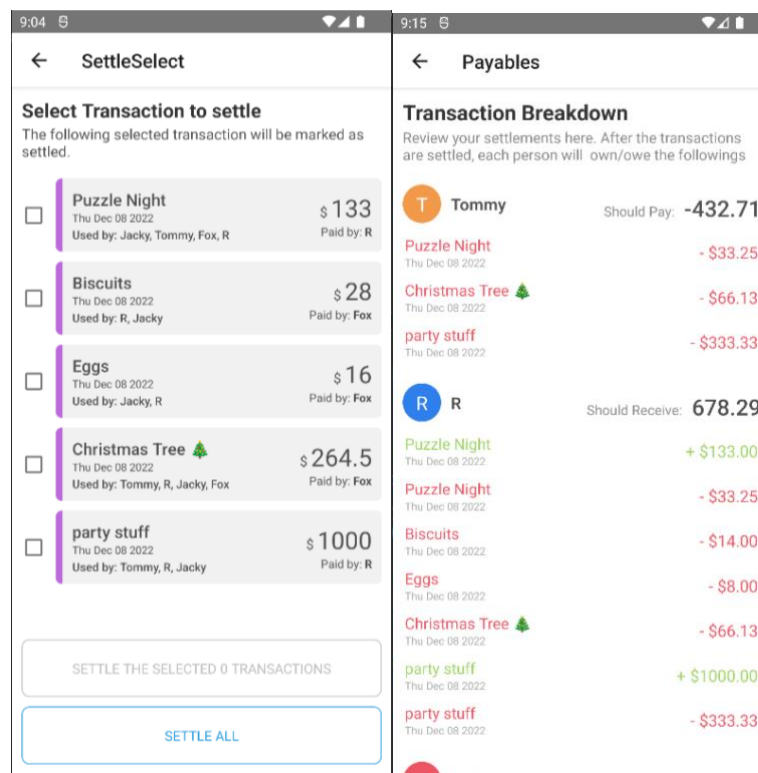 9:04
SettleSelect
Select Transaction to settle
The following selected transaction will be marked as
settled.
Puzzle Night
Thu Dec 08 2022
Used by: Jacky, Tommy, Fox, R
$ 133
Paid by: R
Biscuits
Thu Dec 08 2022
Used by: R, Jacky
$ 28
Paid by: Fox
Eggs
Thu Dec 08 2022
Used by: Jacky, R
$ 16
Paid by: Fox
Christmas Tree 🎄
Thu Dec 08 2022
Used by: Tommy, R, Jacky, Fox
$ 264.5
Paid by: Fox
party stuff
Thu Dec 08 2022
Used by: Tommy, R, Jacky
$ 1000
Paid by: R
SETTLE THE SELECTED 0 TRANSACTIONS
SETTLE ALL
9:15
Payables
Transaction Breakdown
Review your settlements here. After the transactions
are settled, each person will own/owe the followings
T Tommy Should Pay: -432.71
Puzzle Night - $33.25
Thu Dec 08 2022
Christmas Tree 🎄 - $66.13
Thu Dec 08 2022
party stuff - $333.33
Thu Dec 08 2022
R R Should Receive: 678.29
Puzzle Night + $133.00
Thu Dec 08 2022
Puzzle Night - $33.25
Thu Dec 08 2022
Biscuits - $14.00
Thu Dec 08 2022
Eggs - $8.00
Thu Dec 08 2022
Christmas Tree 🎄 - $66.13
Thu Dec 08 2022
party stuff + $1000.00
Thu Dec 08 2022
party stuff - $333.33
Thu Dec 08 2022